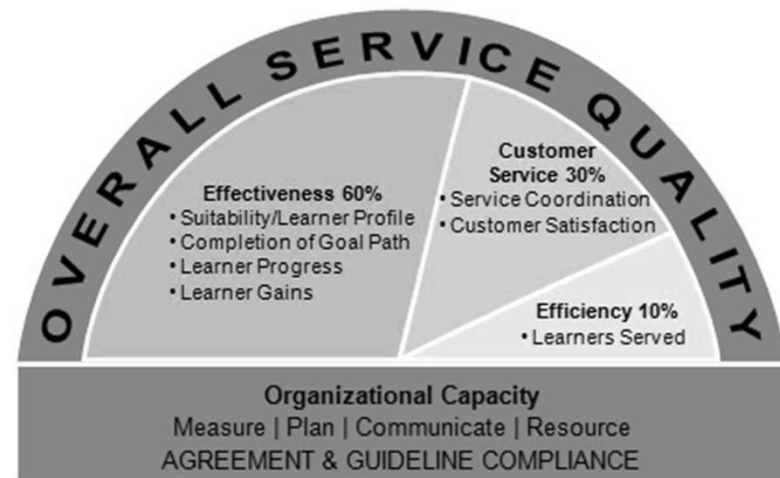 OVERALL SERVICE QUALITY
Effectiveness 60%
• Suitability/Learner Profile
• Completion of Goal Path
• Learner Progress
• Learner Gains
Customer
Service 30%
• Service Coordination
• Customer Satisfaction
Efficiency 10%
• Learners Served
Organizational Capacity
Measure | Plan | Communicate | Resource
AGREEMENT & GUIDELINE COMPLIANCE